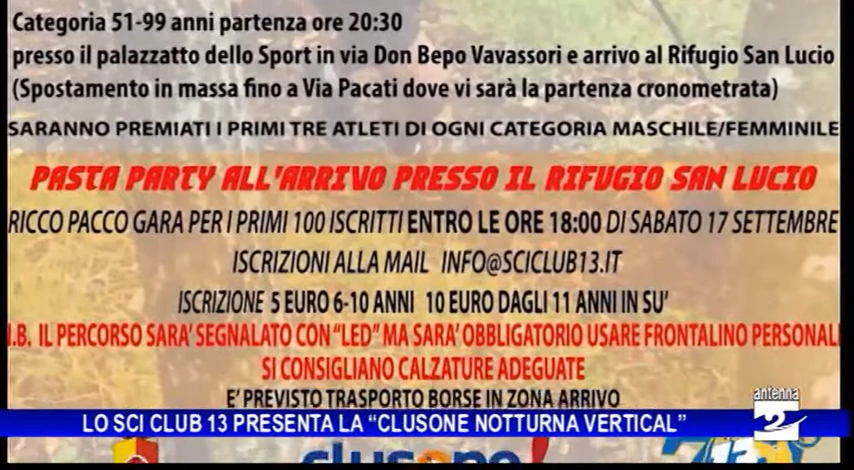 Categoria 51-99 anni partenza ore 20:30
presso il palazzatto dello Sport in via Don Bepo Vavassori e arrivo al Rifugio San Lucio
(Spostamento in massa fino a Via Pacati dove vi sarà la partenza cronometrata)
SARANNO PREMIATI I PRIMI TRE ATLETI DI OGNI CATEGORIA MASCHILE/FEMMINILE
PASTA PARTY ALL'ARRIVO PRESSO IL RIFUGIO SAN LUCIO
RICCO PACCO GARA PER I PRIMI 100 ISCRITTI ENTRO LE ORE 18:00 DI SABATO 17 SETTEMBRE
ISCRIZIONI ALLA MAIL INFO@SCICLUB13.IT
ISCRIZIONE 5 EURO 6-10 ANNI 10 EURO DAGLI 11 ANNI IN SU'
.B. IL PERCORSO SARA' SEGNALATO CON "LED" MA SARA' OBBLIGATORIO USARE FRONTALINO PERSONAL
SI CONSIGLIANO CALZATURE ADEGUATE
E' PREVISTO TRASPORTO BORSE IN ZONA ARRIVO
antenna
2
LO SCI CLUB 13 PRESENTA LA "CLUSONE NOTTURNA VERTICAL"
clusone!
13